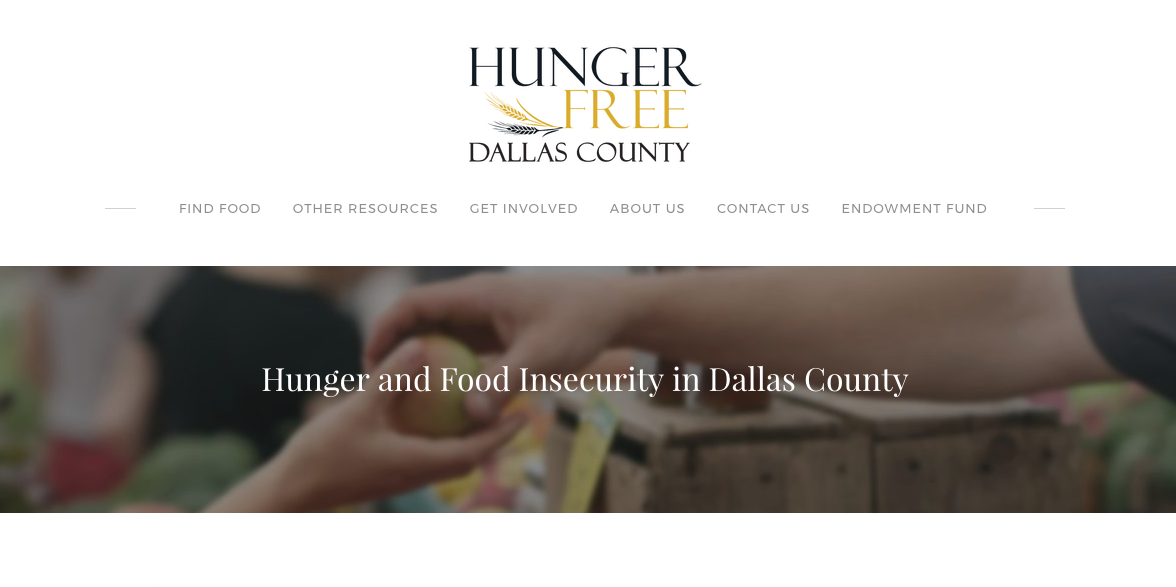 HUNGER
FREE
DALLAS COUNTY
FIND FOOD OTHER RESOURCES GET INVOLVED ABOUT US CONTACT US ENDOWMENT FUND
Hunger and Food Insecurity in Dallas County